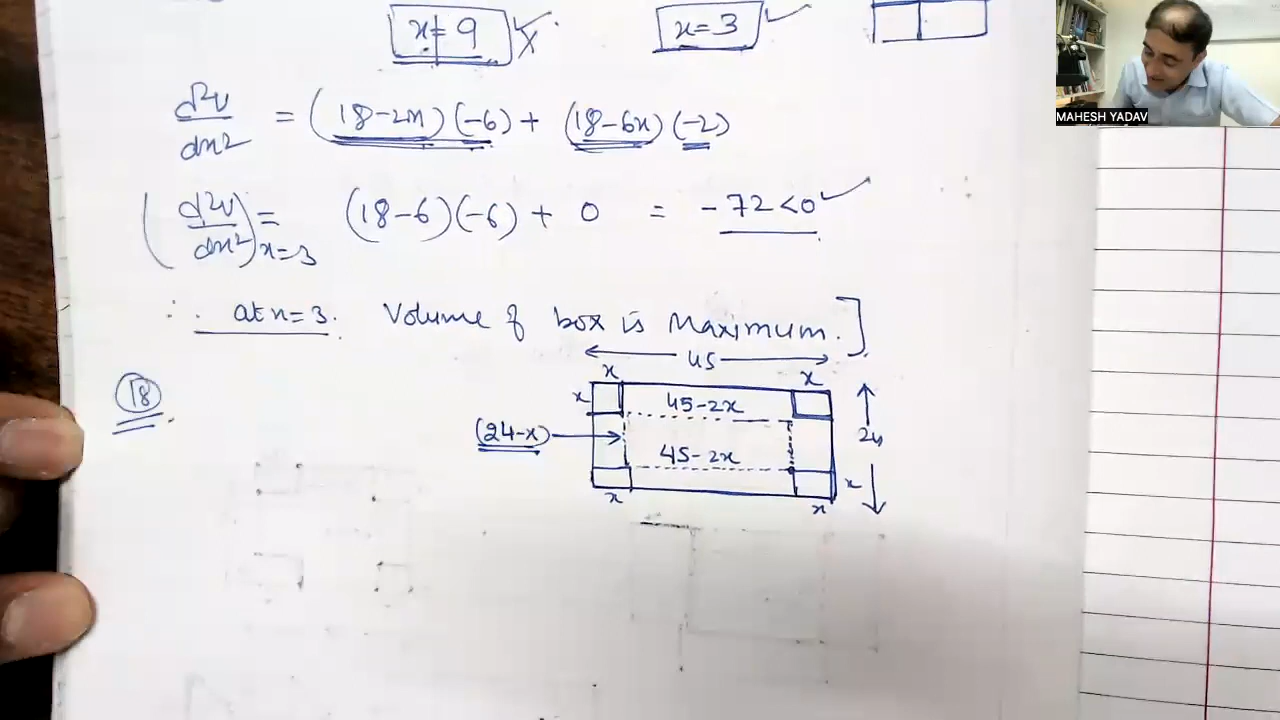 x≠9 x=3
MAHESH YADAV
d²v/dx² = (18-2x)(-6) + (18-6x)(-2)
(d²v/dx²)x=3 = (18-6)(-6) + 0 = -72<0
∴ at x=3. Volume of box is Maximum.]
45
x x
18.
x 45-2x
(24-x) 24
45-2x
x
x x